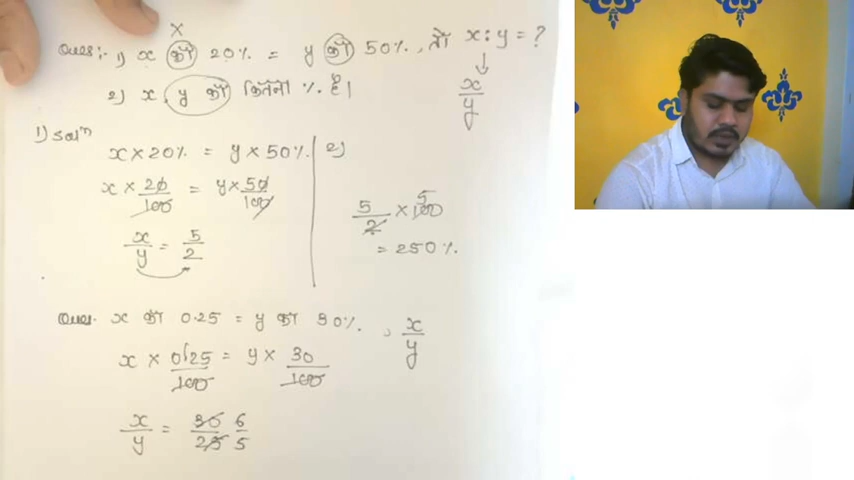 x
Ques:- 1) x का 20% = y का 50%, तो x:y = ?
↓
x/y
2) x, y का कितना % है।
1) Solⁿ
x × 20% = y × 50%
x × 20/100 = y × 50/100
x/y = 5/2
2)
5/2 × 100 5
= 250%
Ques. x का 0.25 = y का 30%, x/y
x × 0.25/100 = y × 30/100
x/y = 30/25 6/5